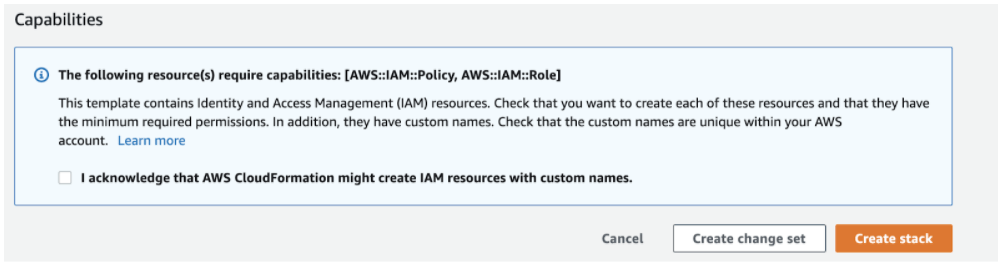 Capabilities
The following resource(s) require capabilities: [AWS::IAM::Policy, AWS::IAM::Role]
This template contains Identity and Access Management (IAM) resources. Check that you want to create each of these resources and that they have
the minimum required permissions. In addition, they have custom names. Check that the custom names are unique within your AWS
account. Learn more
I acknowledge that AWS CloudFormation might create IAM resources with custom names.
Cancel Create change set Create stack